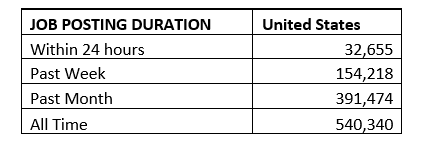 JOB POSTING DURATION United States
Within 24 hours 32,655
Past Week 154,218
Past Month 391,474
All Time 540,340